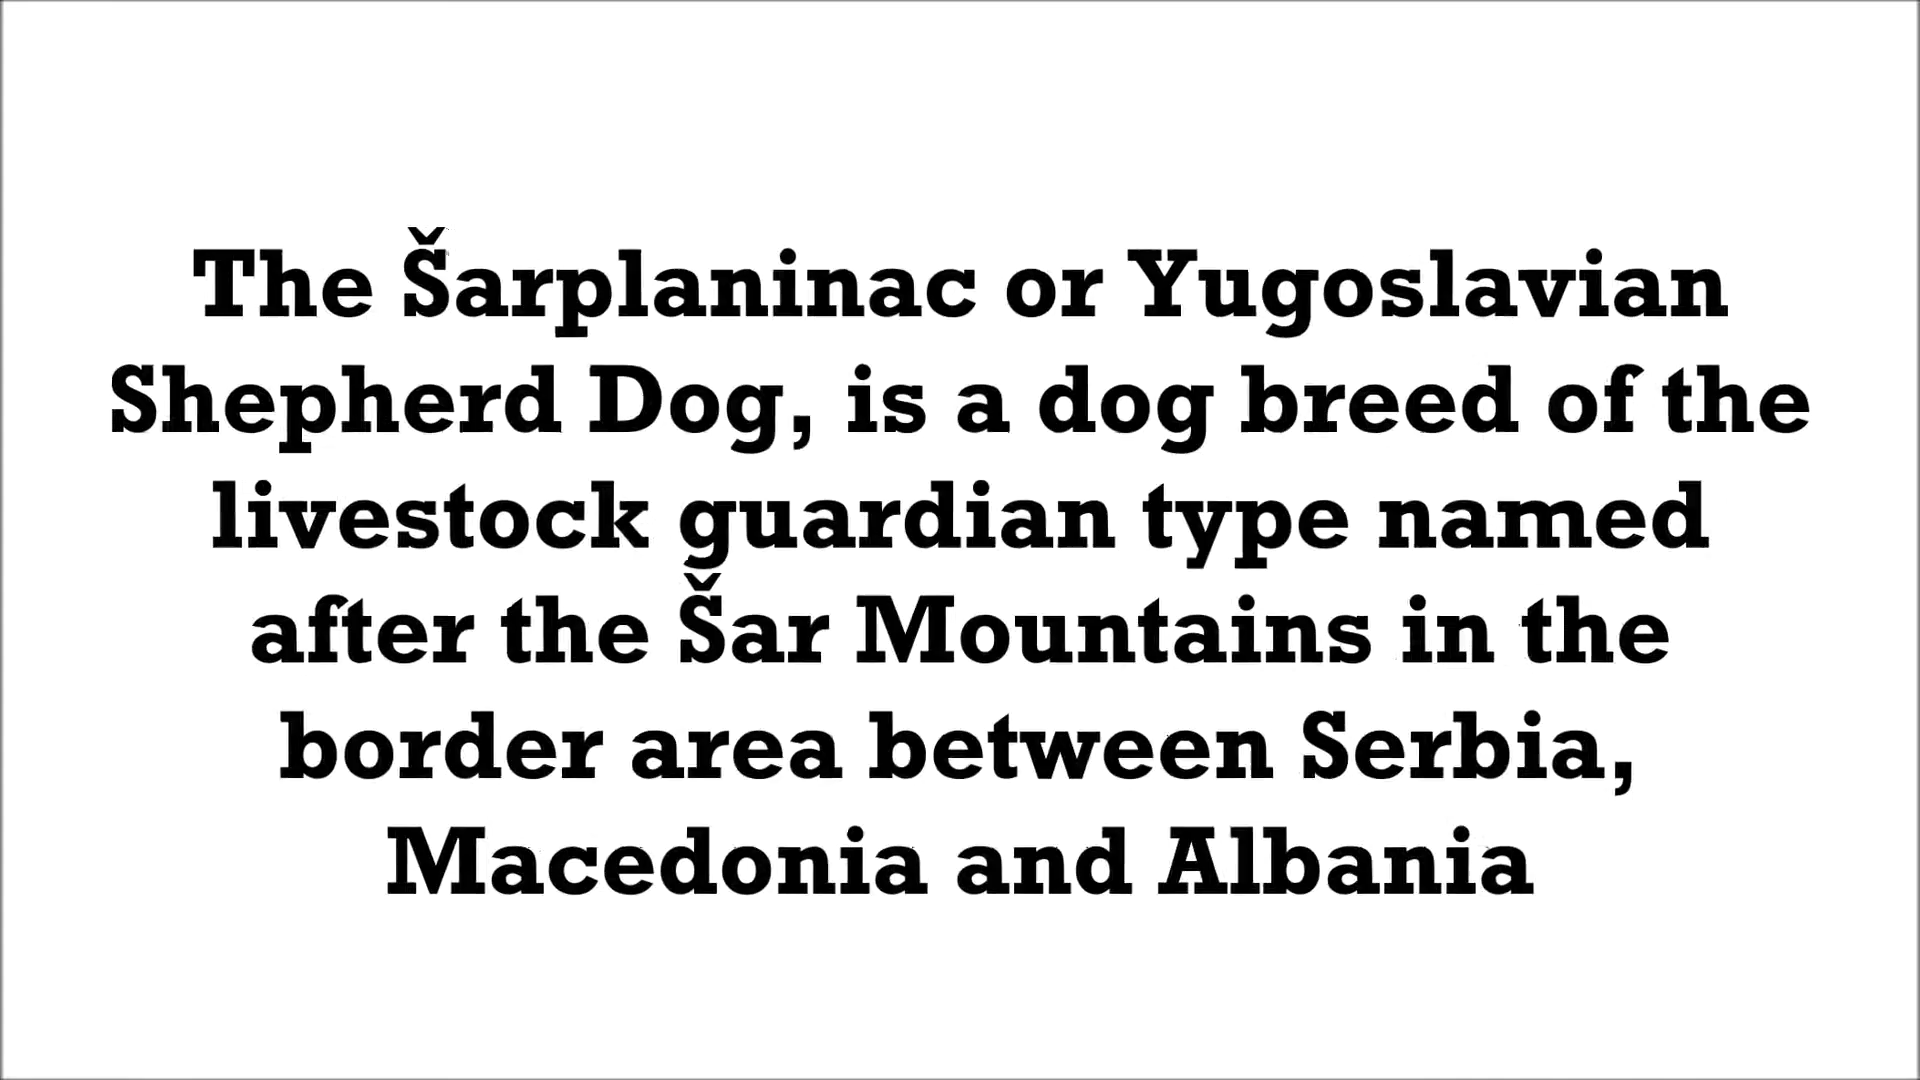 The Šarplaninac or Yugoslavian
Shepherd Dog, is a dog breed of the
livestock guardian type named
after the Šar Mountains in the
border area between Serbia,
Macedonia and Albania